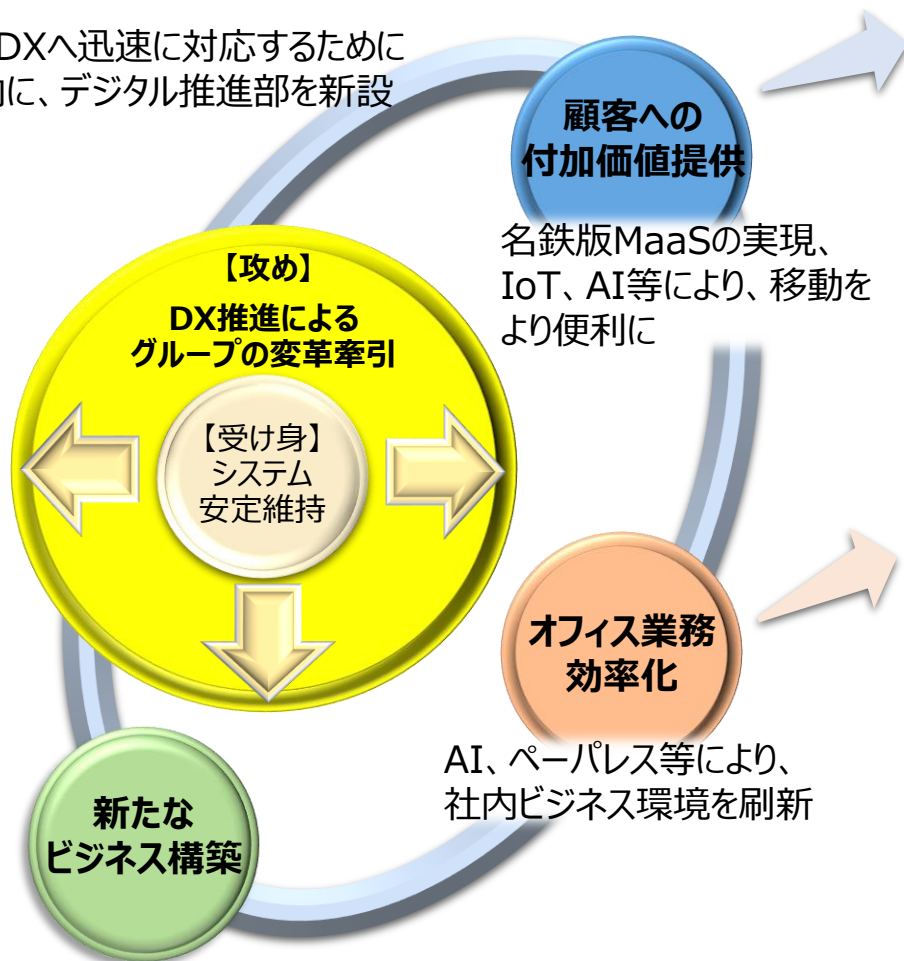 DXへ迅速に対応するために
に、デジタル推進部を新設
顧客への
付加価値提供
名鉄版MaaSの実現、
IoT、AI等により、移動を
より便利に
【攻め】
DX推進による
グループの変革牽引
【受け身】
システム
安定維持
オフィス業務
効率化
AI、ペーパレス等により、
社内ビジネス環境を刷新
新たな
ビジネス構築